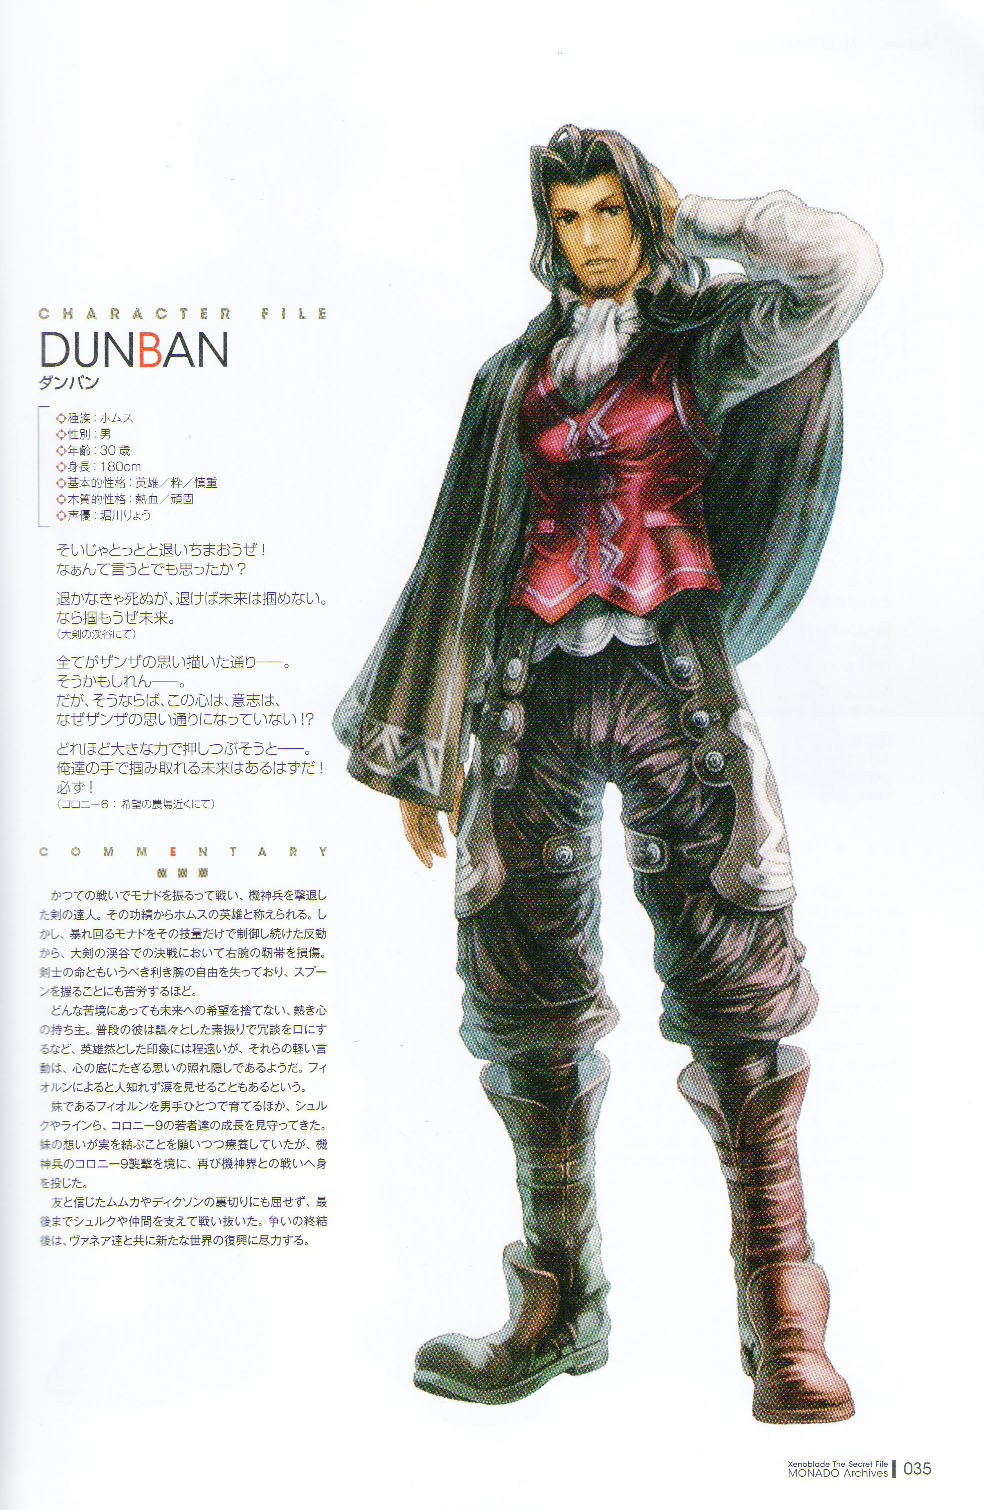 CHARACTER FILE
DUNBAN
ダンバン
◇種族：ホムス
◇性別：男
◇年齢：30歳
◇身長：180cm
◇基本的性格：英雄／粋／慎重
◇本質的性格：熱血／頑固
◇声優：堀川りょう
そいじゃとっとと退いちまおうぜ！
なぁんて言うとでも思ったか？
退かなきゃ死ぬが、退けば未来は掴めない。
なら掴もうぜ未来。
（大剣の渓谷にて）
全てがザンザの思い描いた通り──。
そうかもしれん──。
だが、そうならば、この心は、意志は、
なぜザンザの思い通りになっていない！？
どれほど大きな力で押しつぶそうと──。
俺達の手で掴み取れる未来はあるはずだ！
必ず！
（コロニー6：希望の農場近くにて）
COMMENTARY
かつての戦いでモナドを振るって戦い、機神兵を撃退し
た剣の達人。その功績からホムスの英雄と称えられる。し
かし、暴れ回るモナドをその技量だけで制御し続けた反動
から、大剣の渓谷での決戦において右腕の靭帯を損傷。
剣士の命ともいうべき利き腕の自由を失っており、スプー
ンを握ることにも苦労するほど。
どんな苦境にあっても未来への希望を捨てない、熱き心
の持ち主。普段の彼は飄々とした素振りで冗談を口にす
るなど、英雄然とした印象には程遠いが、それらの軽い言
動は、心の底にたぎる思いの照れ隠しであるようだ。フィ
オルンによると人知れず涙を見せることもあるという。
妹であるフィオルンを男手ひとつで育てるほか、シュル
クやラインら、コロニー9の若者達の成長を見守ってきた。
妹の想いが実を結ぶことを願いつつ療養していたが、機
神兵のコロニー9襲撃を境に、再び機神界との戦いへ身
を投じた。
友と信じたムムカやディクソンの裏切りにも屈せず、最
後までシュルクや仲間を支えて戦い抜いた。争いの終結
後は、ヴァネア達と共に新たな世界の復興に尽力する。
Xenoblade The Secret File
MONADO Archives
035